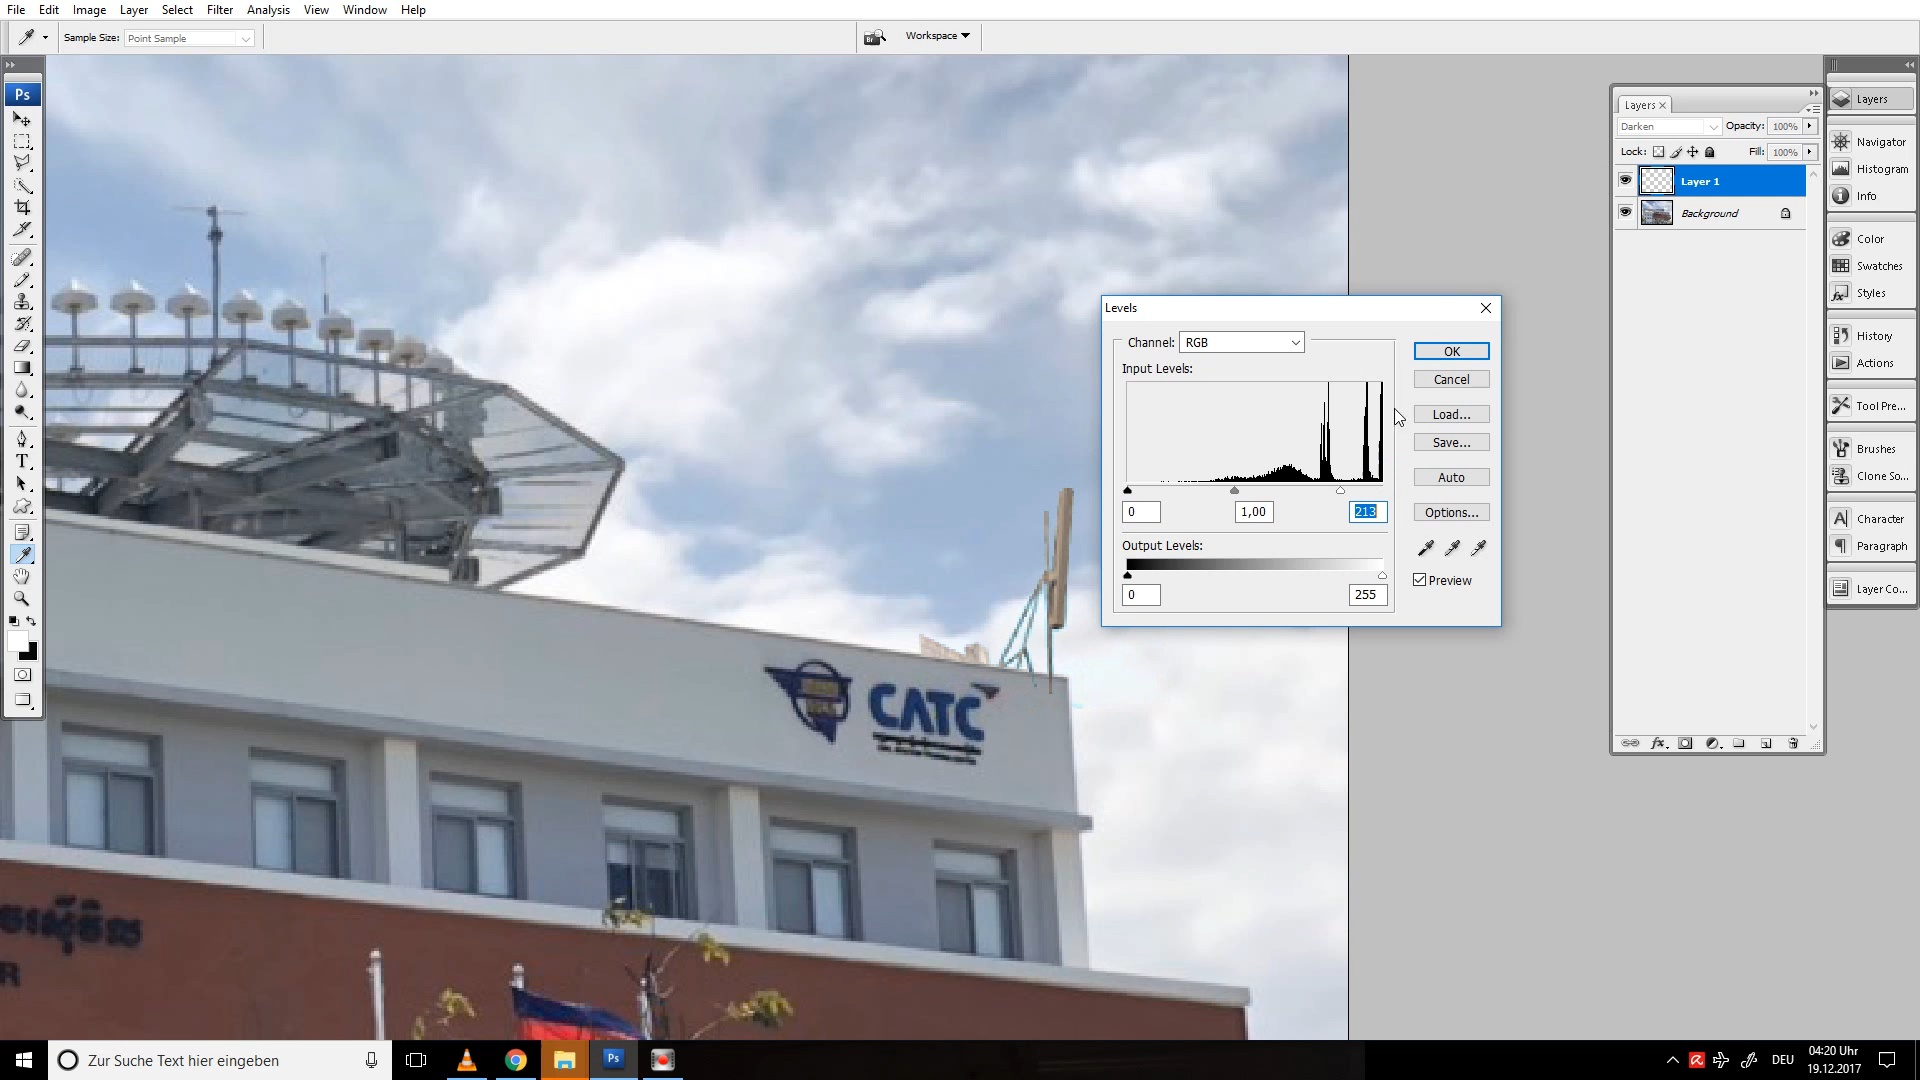 File Edit Image Layer Select Filter Analysis View Window Help
Sample Size: Point Sample
Workspace
Ps
Layers
Darken Opacity: 100%
Lock: Fill: 100%
Layer 1
Background
Layers
Navigator
Histogram
Info
Color
Swatches
Styles
History
Actions
Tool Pre...
Brushes
Clone So...
Character
Paragraph
Layer Co...
Levels
Channel: RGB
Input Levels:
0 1,00 213
Output Levels:
0 255
OK
Cancel
Load...
Save...
Auto
Options...
Preview
CATC
R
Zur Suche Text hier eingeben
Ps
DEU
04:20 Uhr
19.12.2017